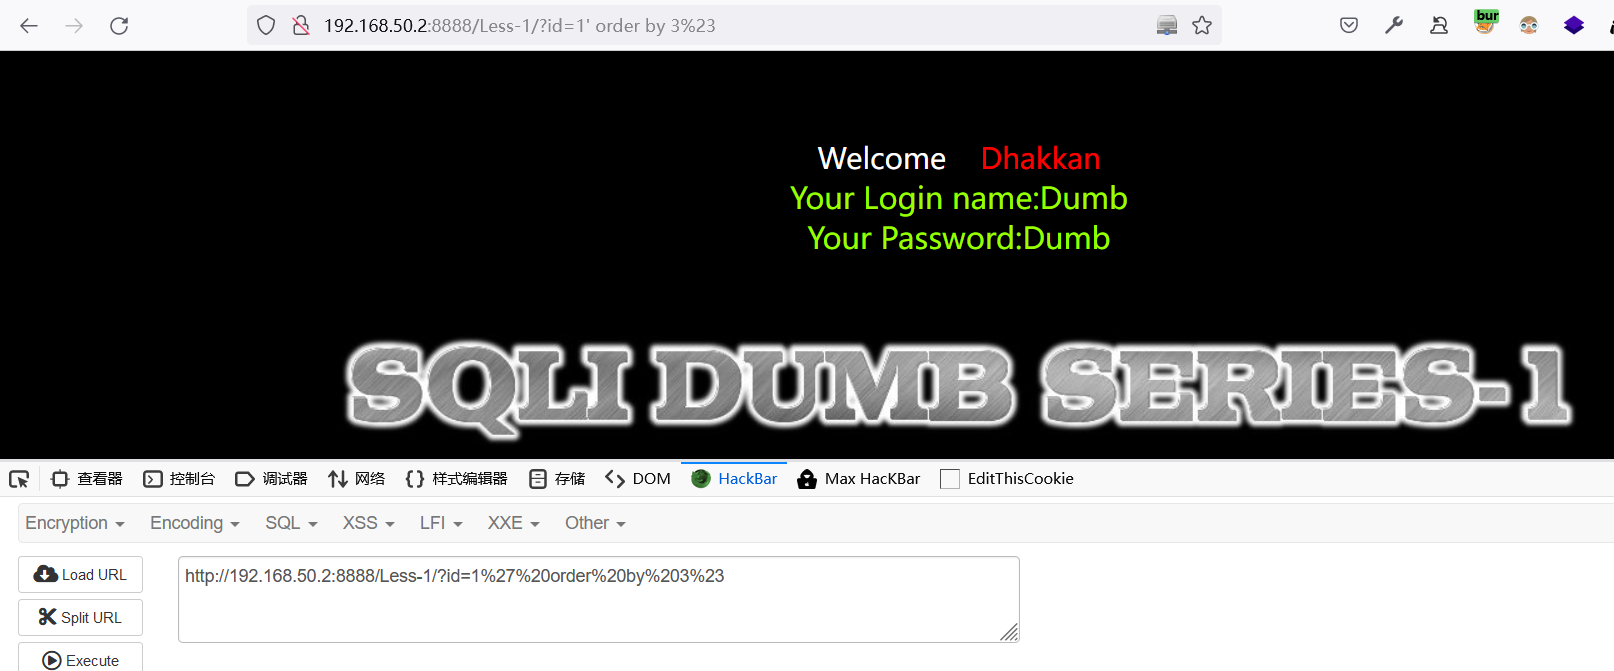 192.168.50.2:8888/Less-1/?id=1' order by 3%23
bur
Welcome Dhakkan
Your Login name:Dumb
Your Password:Dumb
SQLI DUMB SERIES-1
查看器 控制台 调试器 网络 样式编辑器 存储 DOM HackBar Max HacKBar EditThisCookie
Encryption Encoding SQL XSS LFI XXE Other
Load URL
http://192.168.50.2:8888/Less-1/?id=1%27%20order%20by%203%23
Split URL
Execute